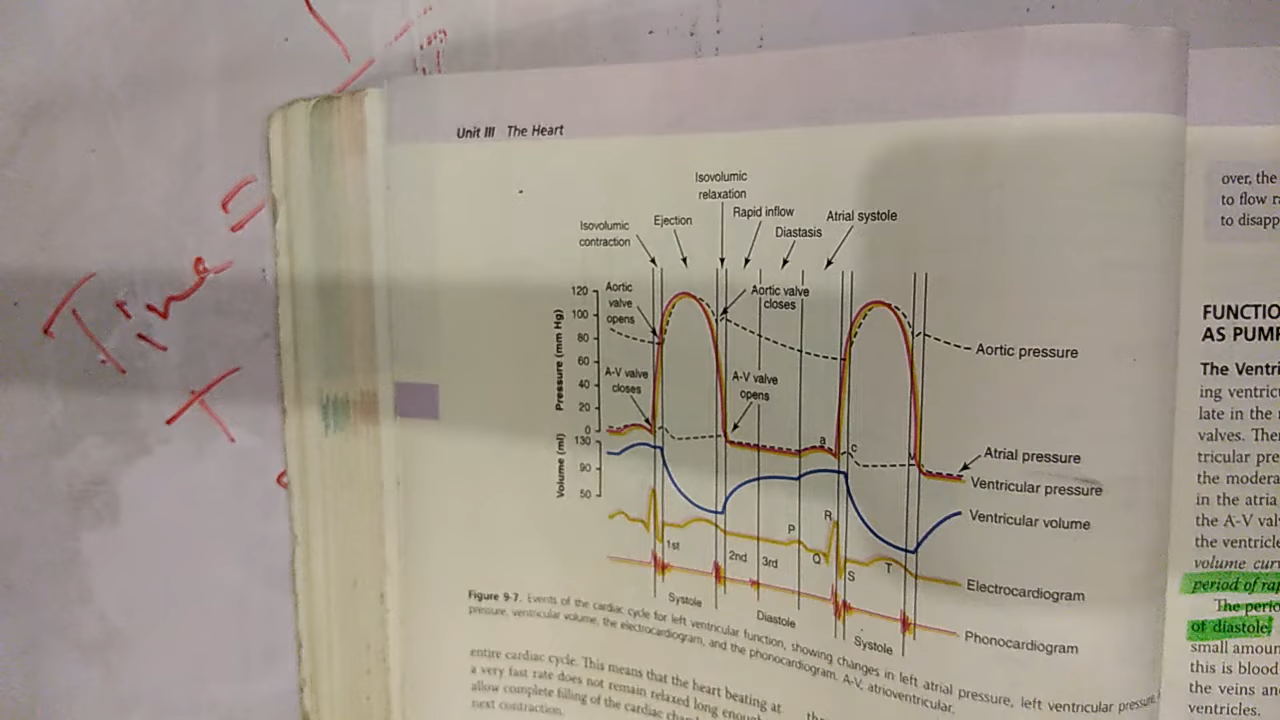 Time =
T
Unit III The Heart
Isovolumic
relaxation
Isovolumic
contraction
Ejection
Rapid inflow
Diastasis
Atrial systole
Aortic
valve
opens
Aortic valve
closes
A-V valve
closes
A-V valve
opens
Pressure (mm Hg)
120
100
80
60
40
20
0
Volume (ml)
130
90
50
a
c
Aortic pressure
Atrial pressure
Ventricular pressure
Ventricular volume
Electrocardiogram
Phonocardiogram
P
Q
R
S
T
1st
2nd
3rd
Systole
Diastole
Systole
Figure 9-7. Events of the cardiac cycle for left ventricular function, showing changes in left atrial pressure, left ventricular pressure,
pressure, ventricular volume, the electrocardiogram, and the phonocardiogram. A-V, atrioventricular.
entire cardiac cycle. This means that the heart beating at
a very fast rate does not remain relaxed long enough
allow complete filling of the cardiac
next contraction.
over, the
to flow
to disapp
FUNCTIO
AS PUMP
The Ventri
ing ventric
late in the
valves. Ther
tricular pre
the modera
in the atria
the A-V val
the ventricle
volume curv
period of rap
The perio
of diastole
small amoun
this is blood
the veins an
ventricles.